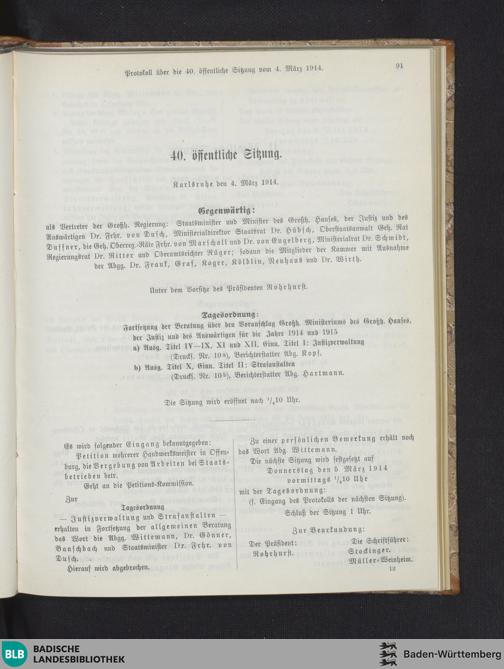 Protokoll über die 40. öffentliche Sitzung vom 4. März 1914.
91
40. öffentliche Sitzung.
Karlsruhe den 4. März 1914.
Gegenwärtig:
als Vertreter der Großh. Regierung: Staatsminister und Minister des Großh. Hauses, der Justiz und des
Auswärtigen Dr. Frhr. von Dusch, Ministerialdirektor Staatsrat Dr. Hübsch, Oberstaatsanwalt Geh. Rat
Duffner, die Geh. Oberreg.-Räte Frhr. von Marschall und Dr. von Engelberg, Ministerialrat Dr. Schmidt,
Regierungsrat Dr. Ritter und Oberamtsrichter Rüger; sodann die Mitglieder der Kammer mit Ausnahme
der Abgg. Dr. Frank, Graf, Koger, Kölblin, Neuhaus und Dr. Wirth.
Unter dem Vorsitze des Präsidenten Rohrhurst.
Tagesordnung:
Fortsetzung der Beratung über den Voranschlag Großh. Ministeriums des Großh. Hauses,
der Justiz und des Auswärtigen für die Jahre 1914 und 1915
a) Ausg. Titel IV—IX, XI und XII, Einn. Titel I: Justizverwaltung
(Drucks. Nr. 10a), Berichterstatter Abg. Kopf,
b) Ausg. Titel X, Einn. Titel II: Strafanstalten
(Drucks. Nr. 10b), Berichterstatter Abg. Hartmann.
Die Sitzung wird eröffnet nach 1/410 Uhr.
Es wird folgender Eingang bekanntgegeben:
Petition mehrerer Handwerksmeister in Offen-
burg, die Vergebung von Arbeiten bei Staats-
betrieben betr.
Geht an die Petitions-Kommission.
Zur
Tagesordnung
— Justizverwaltung und Strafanstalten —
erhalten in Fortsetzung der allgemeinen Beratung
das Wort die Abgg. Wittemann, Dr. Gönner,
Banschbach und Staatsminister Dr. Frhr. von
Dusch.
Hierauf wird abgebrochen.
Zu einer persönlichen Bemerkung erhält noch
das Wort Abg. Wittemann.
Die nächste Sitzung wird festgesetzt auf
Donnerstag den 5. März 1914
vormittags 1/210 Uhr
mit der Tagesordnung:
(s. Eingang des Protokolls der nächsten Sitzung).
Schluß der Sitzung 1 Uhr.
Zur Beurkundung:
Der Präsident:
Rohrhurst.
Die Schriftführer:
Stockinger.
Müller-Weinheim.
12
BLB BADISCHE
LANDESBIBLIOTHEK
Baden-Württemberg